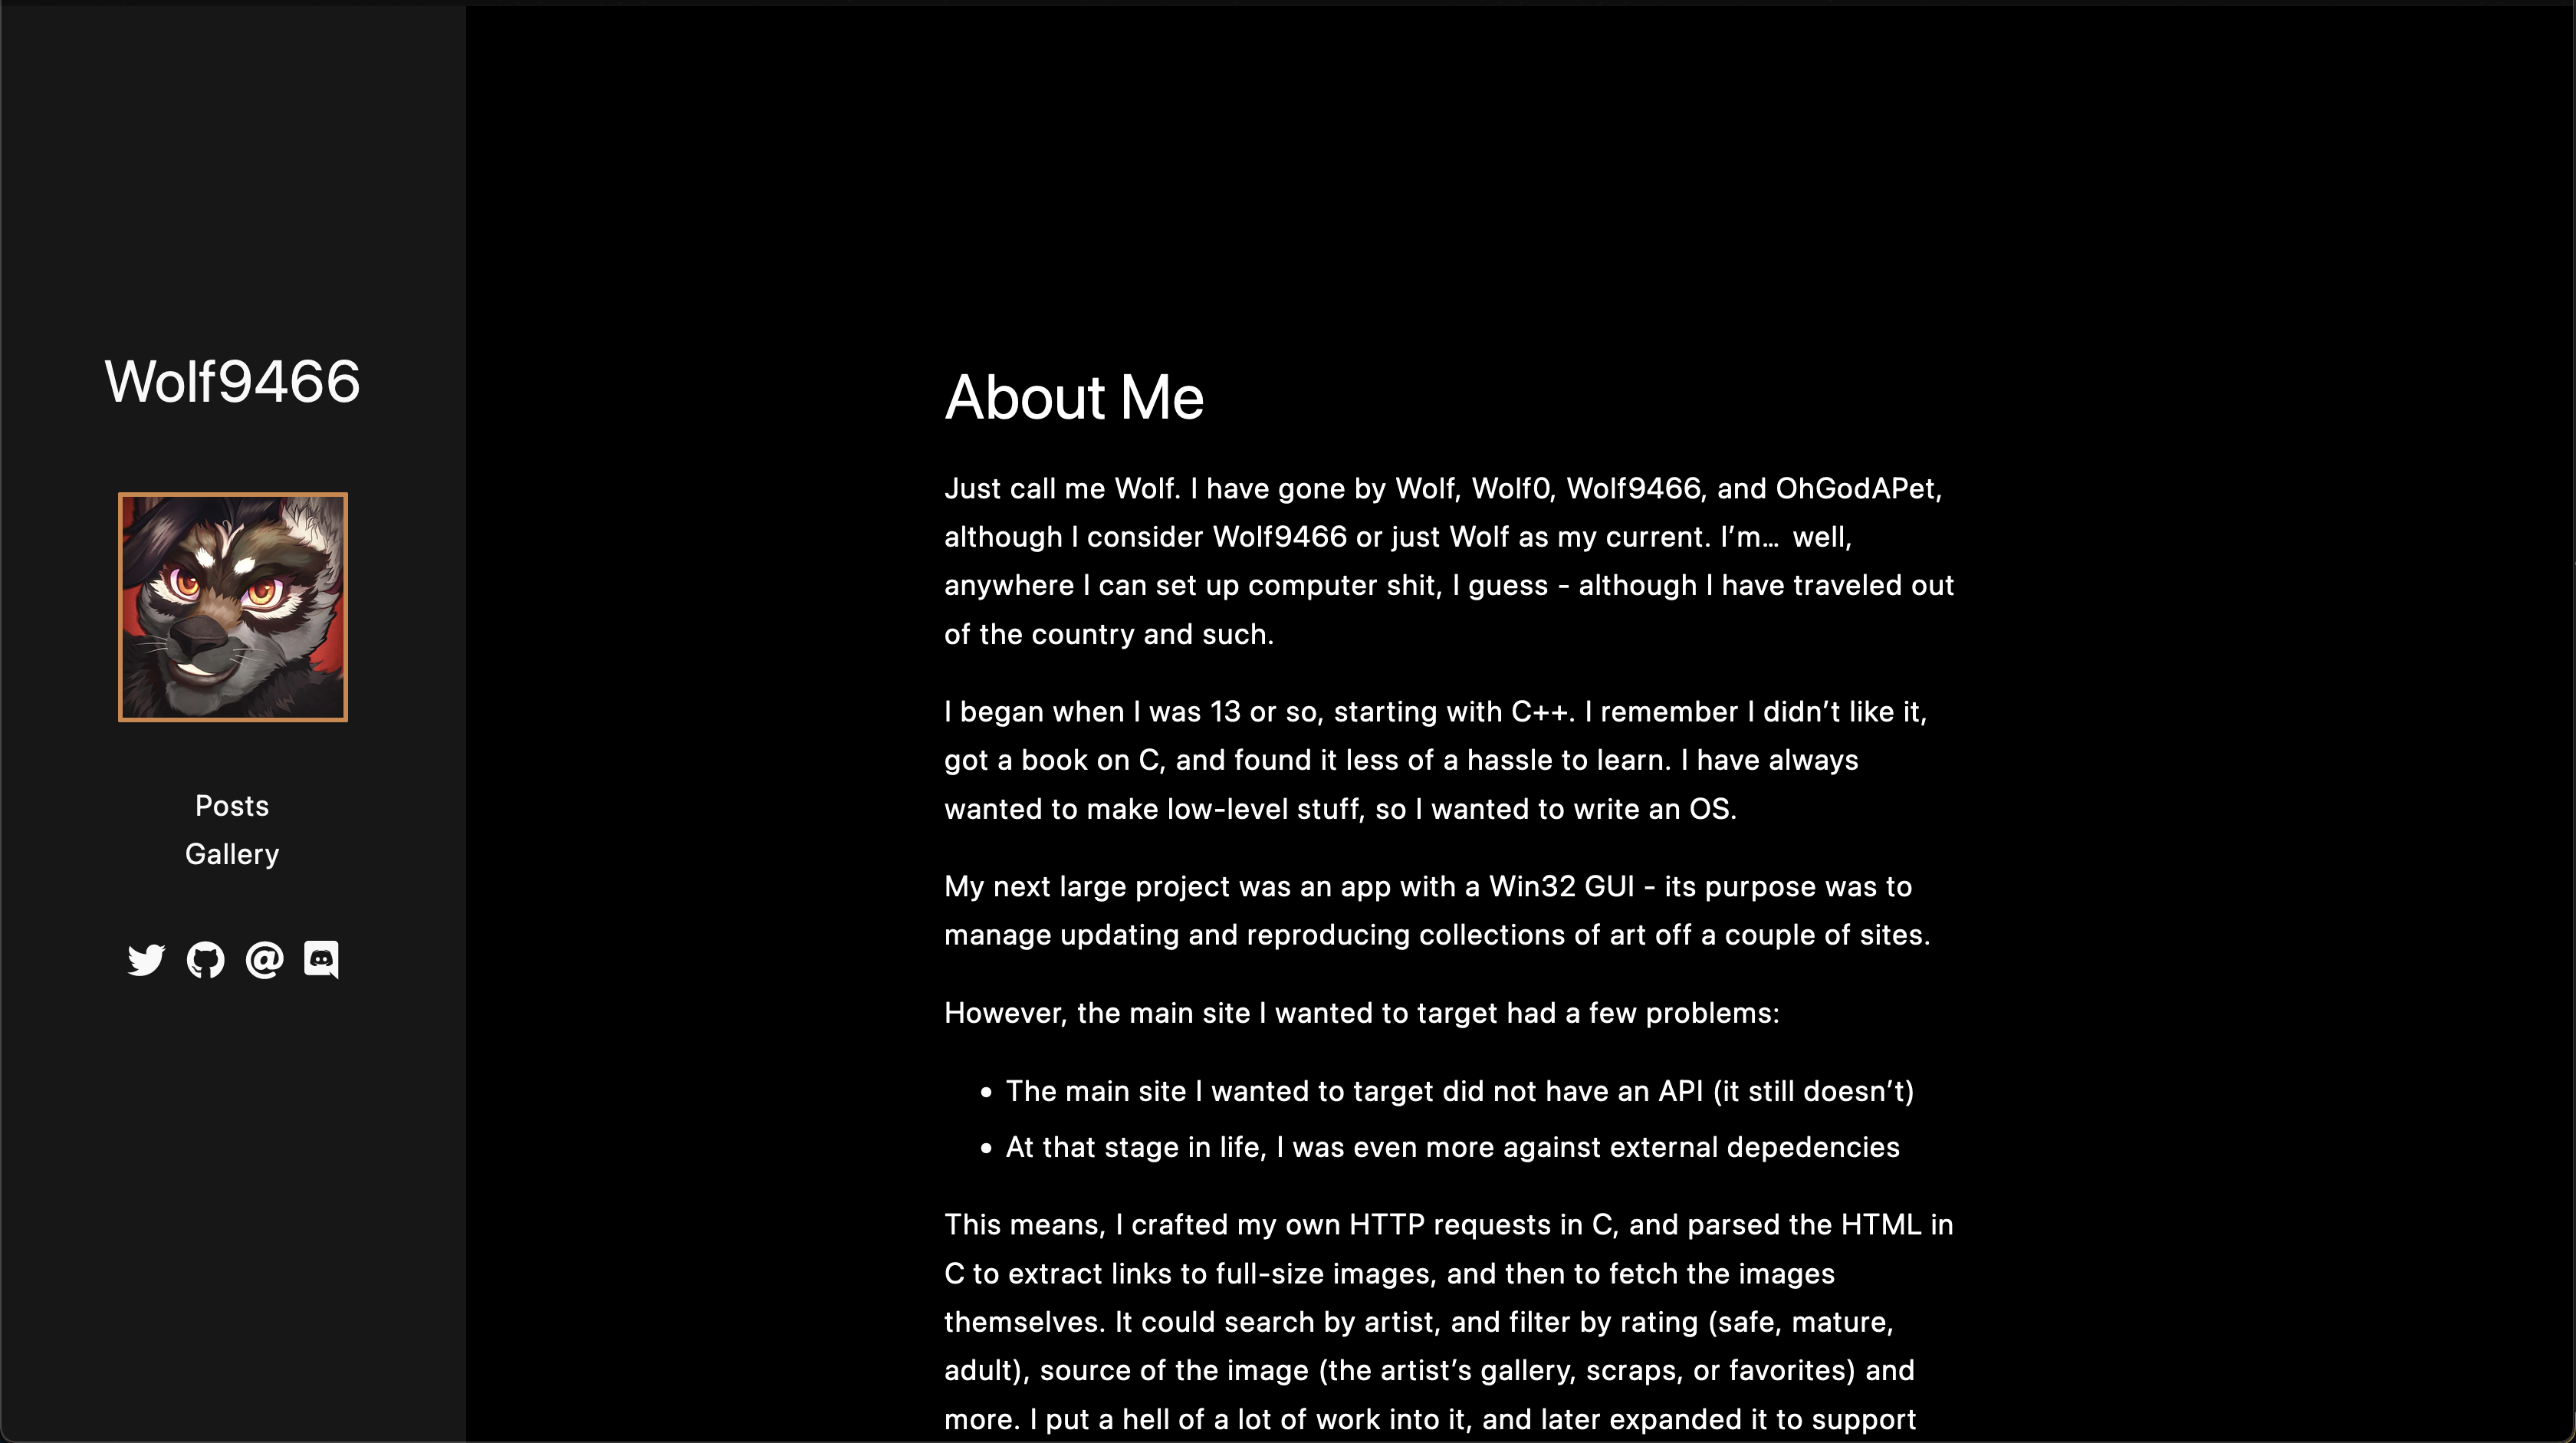 Wolf9466
Posts
Gallery
About Me
Just call me Wolf. I have gone by Wolf, Wolf0, Wolf9466, and OhGodAPet,
although I consider Wolf9466 or just Wolf as my current. I’m… well,
anywhere I can set up computer shit, I guess - although I have traveled out
of the country and such.
I began when I was 13 or so, starting with C++. I remember I didn’t like it,
got a book on C, and found it less of a hassle to learn. I have always
wanted to make low-level stuff, so I wanted to write an OS.
My next large project was an app with a Win32 GUI - its purpose was to
manage updating and reproducing collections of art off a couple of sites.
However, the main site I wanted to target had a few problems:
• The main site I wanted to target did not have an API (it still doesn’t)
• At that stage in life, I was even more against external depedencies
This means, I crafted my own HTTP requests in C, and parsed the HTML in
C to extract links to full-size images, and then to fetch the images
themselves. It could search by artist, and filter by rating (safe, mature,
adult), source of the image (the artist’s gallery, scraps, or favorites) and
more. I put a hell of a lot of work into it, and later expanded it to support